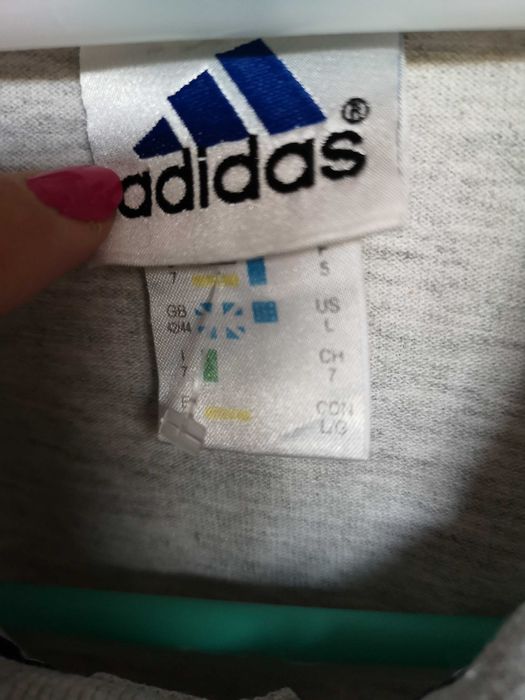 adidas®
7
5
GB US
42/44 L
I CH
7 7
CDN
L/G